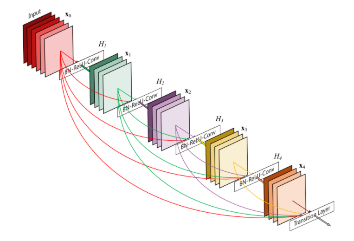 Input
x₀
H₁
x₁
BN-ReLU-Conv
H₂
x₂
BN-ReLU-Conv
H₃
x₃
BN-ReLU-Conv
H₄
x₄
BN-ReLU-Conv
Transition Layer